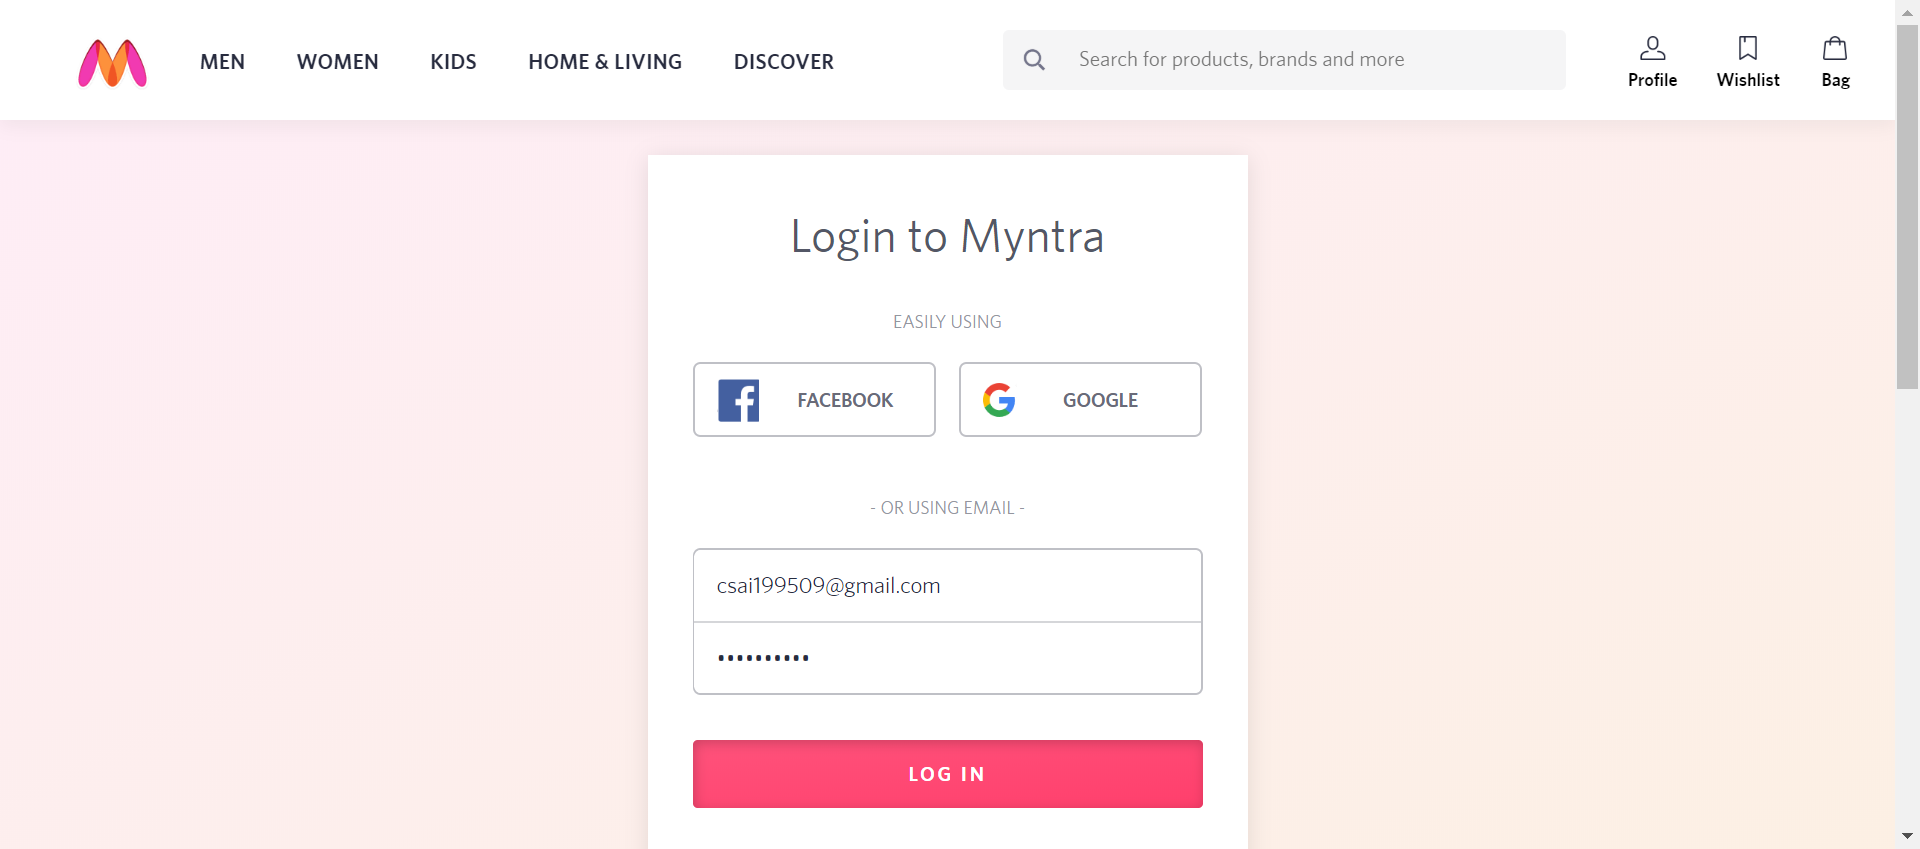 MEN WOMEN KIDS HOME & LIVING DISCOVER Search for products, brands and more Profile Wishlist Bag
Login to Myntra
EASILY USING
FACEBOOK GOOGLE
- OR USING EMAIL -
csai199509@gmail.com
••••••••••
LOG IN